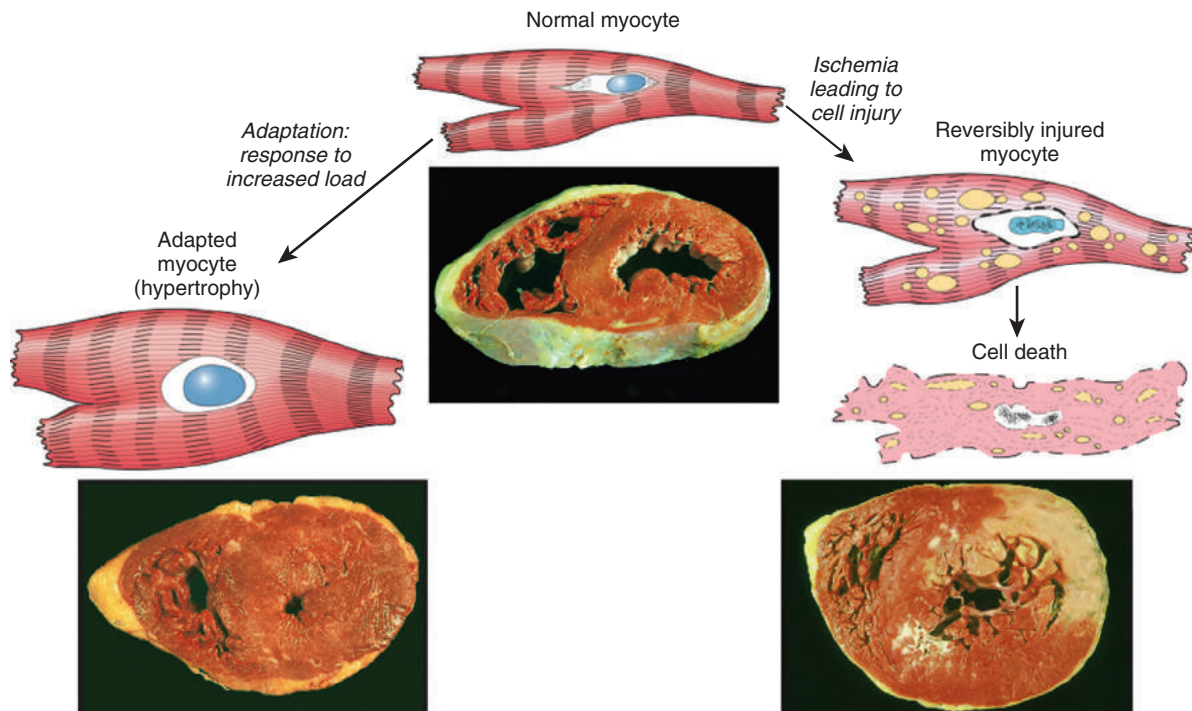 Normal myocyte
Adaptation:
response to
increased load
Ischemia
leading to
cell injury
Reversibly injured
myocyte
Adapted
myocyte
(hypertrophy)
Cell death